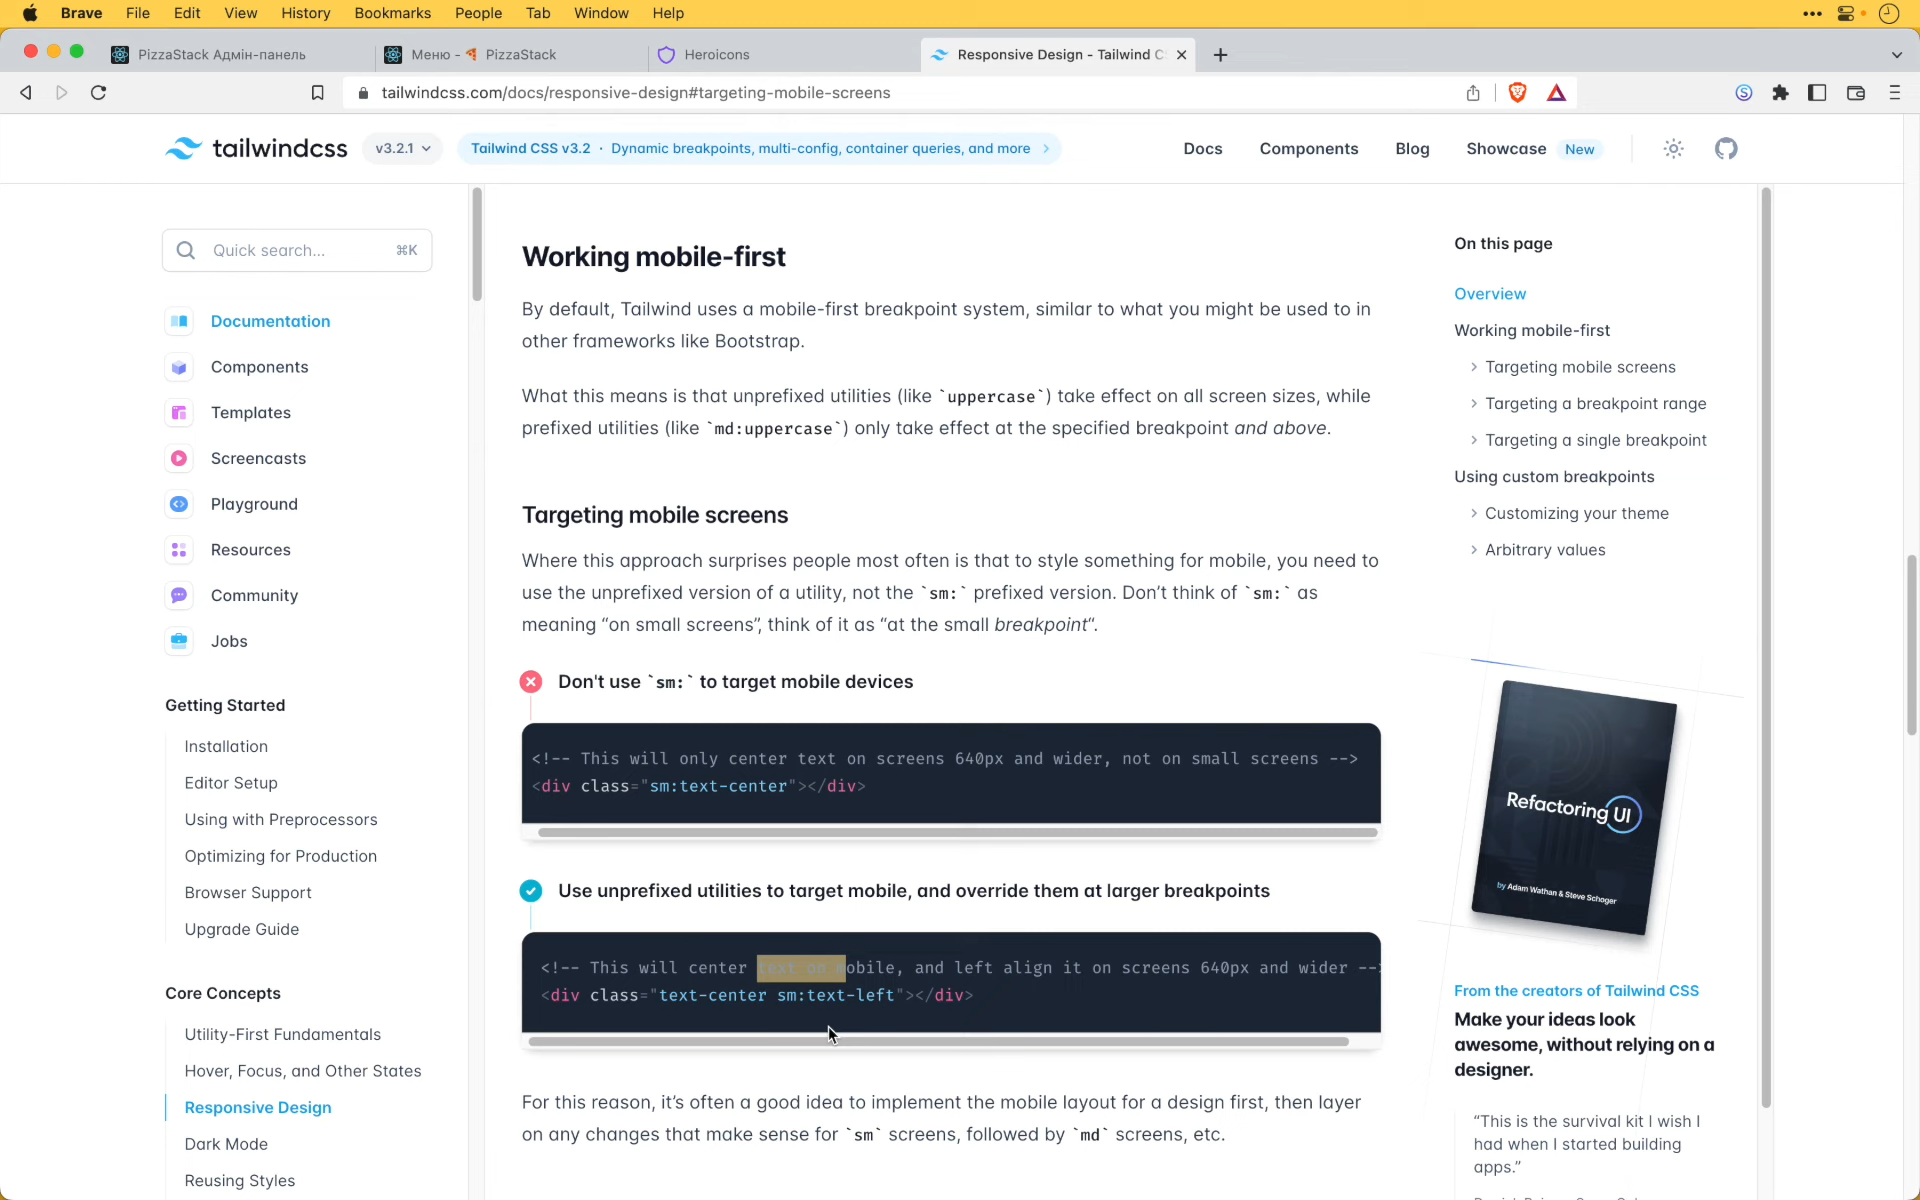 Brave File Edit View History Bookmarks People Tab Window Help
PizzaStack Адмін-панель
Меню - 🍕 PizzaStack
Heroicons
Responsive Design - Tailwind C
tailwindcss.com/docs/responsive-design#targeting-mobile-screens
tailwindcss
v3.2.1
Tailwind CSS v3.2 · Dynamic breakpoints, multi-config, container queries, and more
Docs Components Blog Showcase New
Quick search... ⌘K
Documentation
Components
Templates
Screencasts
Playground
Resources
Community
Jobs
Getting Started
Installation
Editor Setup
Using with Preprocessors
Optimizing for Production
Browser Support
Upgrade Guide
Core Concepts
Utility-First Fundamentals
Hover, Focus, and Other States
Responsive Design
Dark Mode
Reusing Styles
Working mobile-first
By default, Tailwind uses a mobile-first breakpoint system, similar to what you might be used to in
other frameworks like Bootstrap.
What this means is that unprefixed utilities (like `uppercase`) take effect on all screen sizes, while
prefixed utilities (like `md:uppercase`) only take effect at the specified breakpoint and above.
Targeting mobile screens
Where this approach surprises people most often is that to style something for mobile, you need to
use the unprefixed version of a utility, not the `sm:` prefixed version. Don’t think of `sm:` as
meaning “on small screens”, think of it as “at the small breakpoint“.
Don't use `sm:` to target mobile devices
<!-- This will only center text on screens 640px and wider, not on small screens -->
<div class="sm:text-center"></div>
Use unprefixed utilities to target mobile, and override them at larger breakpoints
<!-- This will center text on mobile, and left align it on screens 640px and wider --
<div class="text-center sm:text-left"></div>
For this reason, it’s often a good idea to implement the mobile layout for a design first, then layer
on any changes that make sense for `sm` screens, followed by `md` screens, etc.
On this page
Overview
Working mobile-first
Targeting mobile screens
Targeting a breakpoint range
Targeting a single breakpoint
Using custom breakpoints
Customizing your theme
Arbitrary values
Refactoring UI
by Adam Wathan & Steve Schoger
From the creators of Tailwind CSS
Make your ideas look
awesome, without relying on a
designer.
“This is the survival kit I wish I
had when I started building
apps.”